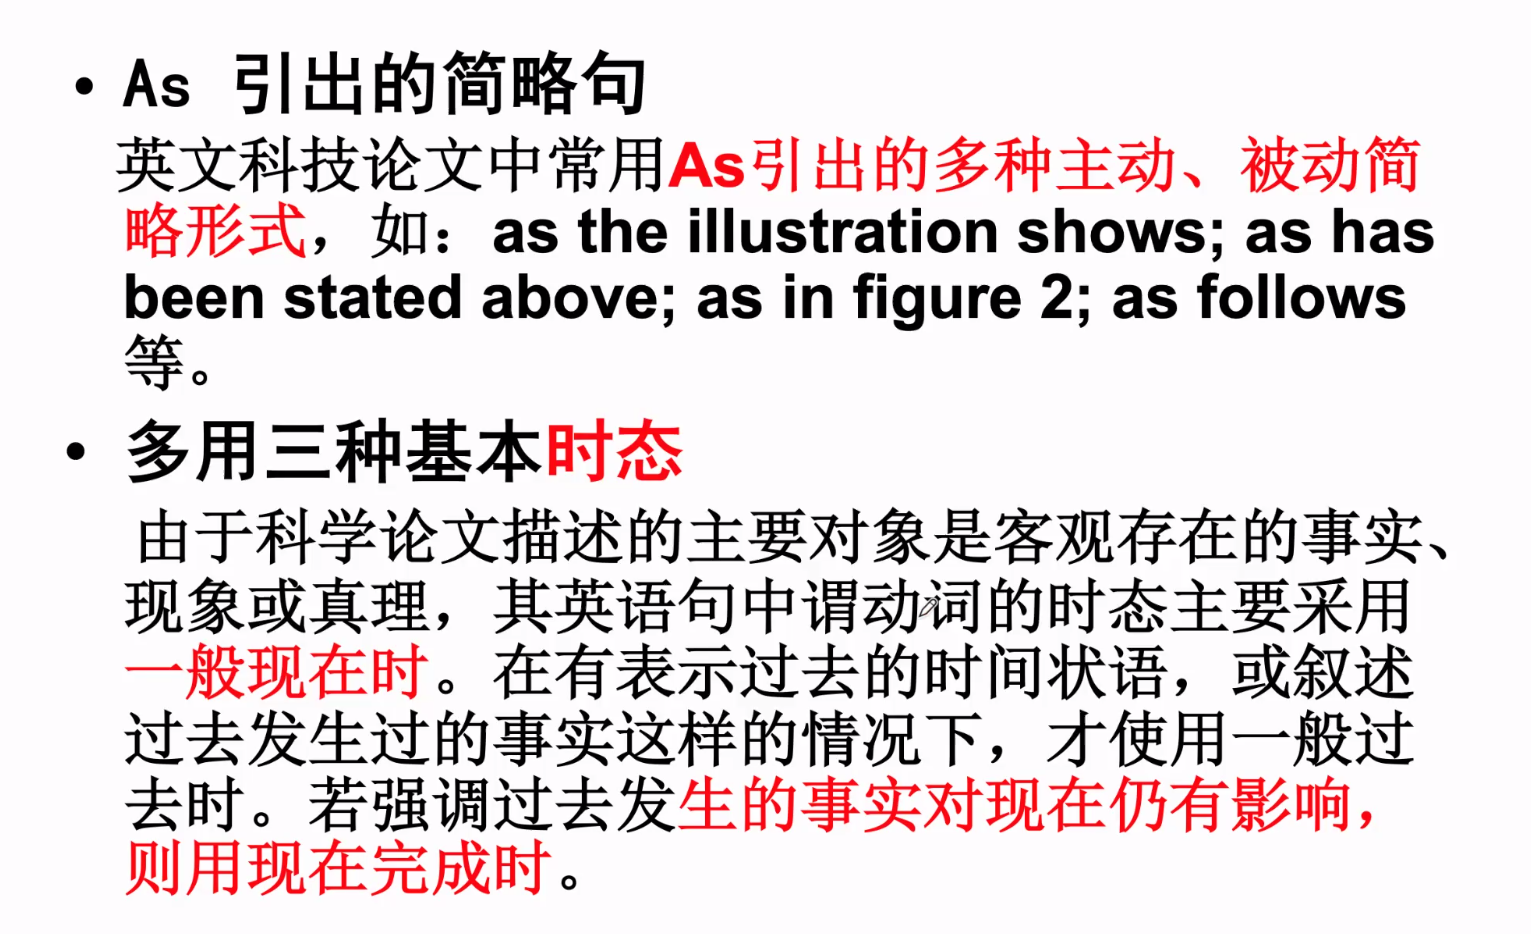 • As 引出的简略句
英文科技论文中常用As引出的多种主动、被动简
略形式，如：as the illustration shows; as has
been stated above; as in figure 2; as follows
等。
• 多用三种基本时态
由于科学论文描述的主要对象是客观存在的事实、
现象或真理，其英语句中谓动词的时态主要采用
一般现在时。在有表示过去的时间状语，或叙述
过去发生过的事实这样的情况下，才使用一般过
去时。若强调过去发生的事实对现在仍有影响，
则用现在完成时。